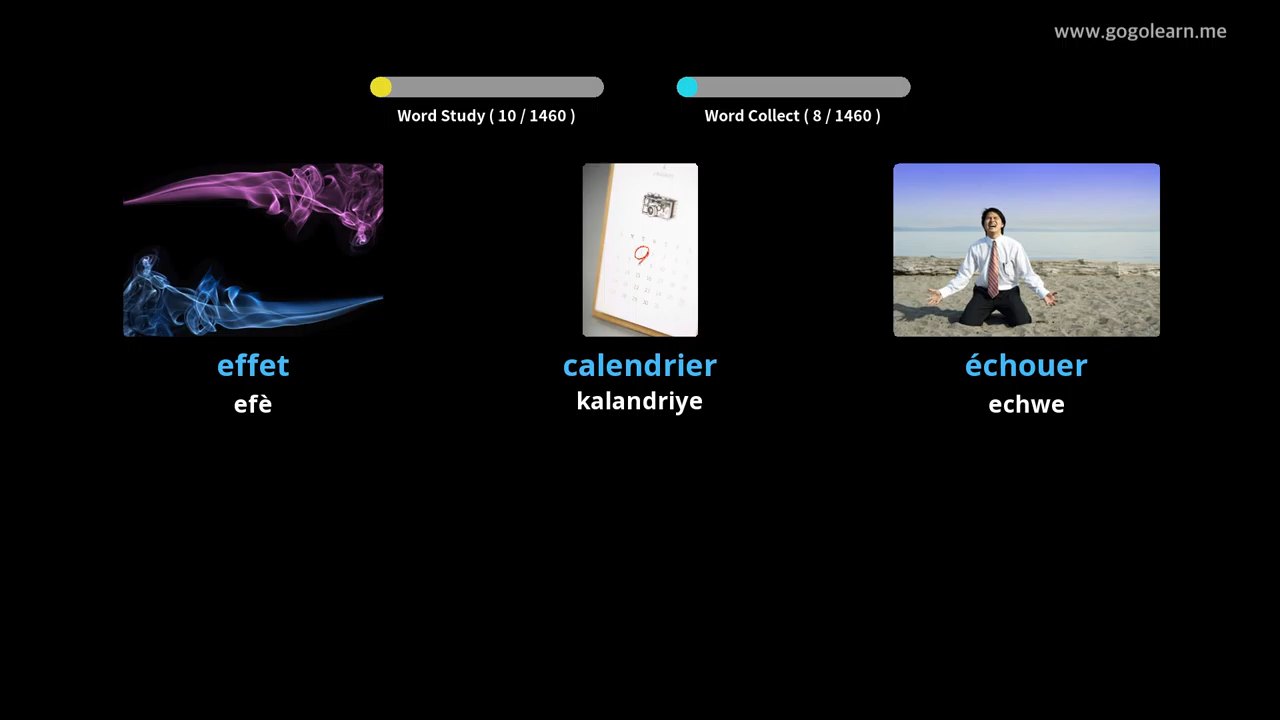 www.gogolearn.me
Word Study ( 10 / 1460 )
Word Collect ( 8 / 1460 )
effet
calendrier
échouer
efè
kalandriye
echwe